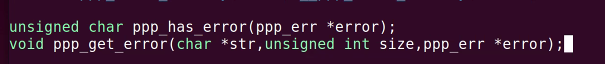 unsigned char ppp_has_error(ppp_err *error);
void ppp_get_error(char *str,unsigned int size,ppp_err *error);